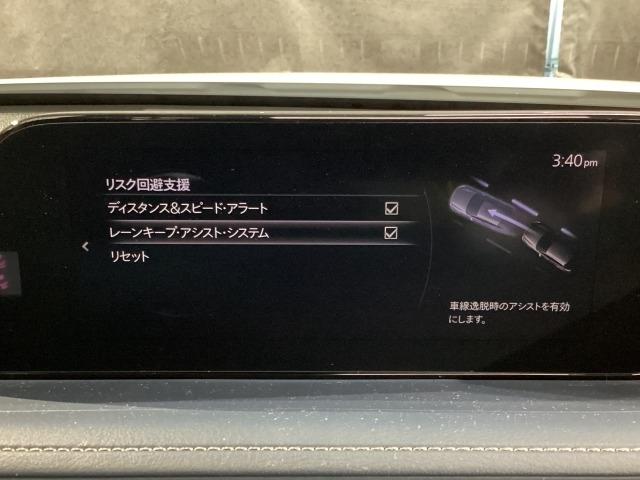 3:40pm
リスク回避支援
ディスタンス&スピード・アラート
レーンキープ・アシスト・システム
リセット
車線逸脱時のアシストを有効
にします。